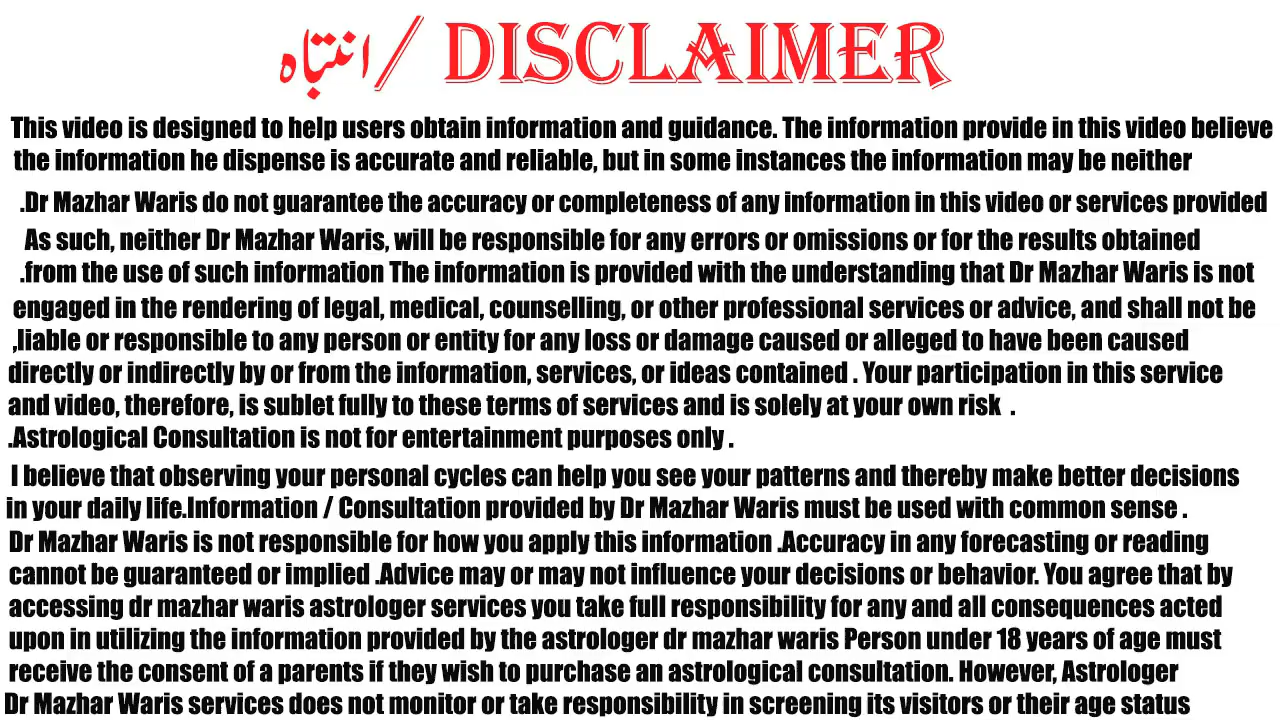 انتباہ / DISCLAIMER
This video is designed to help users obtain information and guidance. The information provide in this video believe
the information he dispense is accurate and reliable, but in some instances the information may be neither
.Dr Mazhar Waris do not guarantee the accuracy or completeness of any information in this video or services provided
As such, neither Dr Mazhar Waris, will be responsible for any errors or omissions or for the results obtained
.from the use of such information The information is provided with the understanding that Dr Mazhar Waris is not
engaged in the rendering of legal, medical, counselling, or other professional services or advice, and shall not be
,liable or responsible to any person or entity for any loss or damage caused or alleged to have been caused
directly or indirectly by or from the information, services, or ideas contained . Your participation in this service
and video, therefore, is sublet fully to these terms of services and is solely at your own risk .
.Astrological Consultation is not for entertainment purposes only .
I believe that observing your personal cycles can help you see your patterns and thereby make better decisions
in your daily life.Information / Consultation provided by Dr Mazhar Waris must be used with common sense .
Dr Mazhar Waris is not responsible for how you apply this information .Accuracy in any forecasting or reading
cannot be guaranteed or implied .Advice may or may not influence your decisions or behavior. You agree that by
accessing dr mazhar waris astrologer services you take full responsibility for any and all consequences acted
upon in utilizing the information provided by the astrologer dr mazhar waris Person under 18 years of age must
receive the consent of a parents if they wish to purchase an astrological consultation. However, Astrologer
Dr Mazhar Waris services does not monitor or take responsibility in screening its visitors or their age status